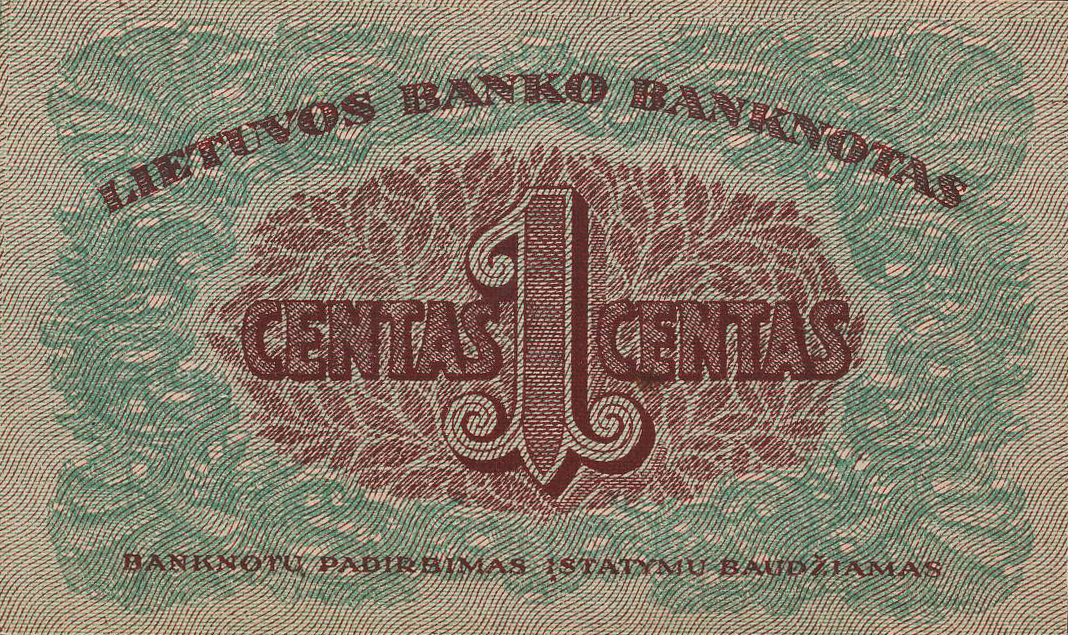 LIETUVOS BANKO BANKNOTAS
CENTAS 1 CENTAS
BANKNOTŲ PADIRBIMAS ĮSTATYMU BAUDŽIAMAS